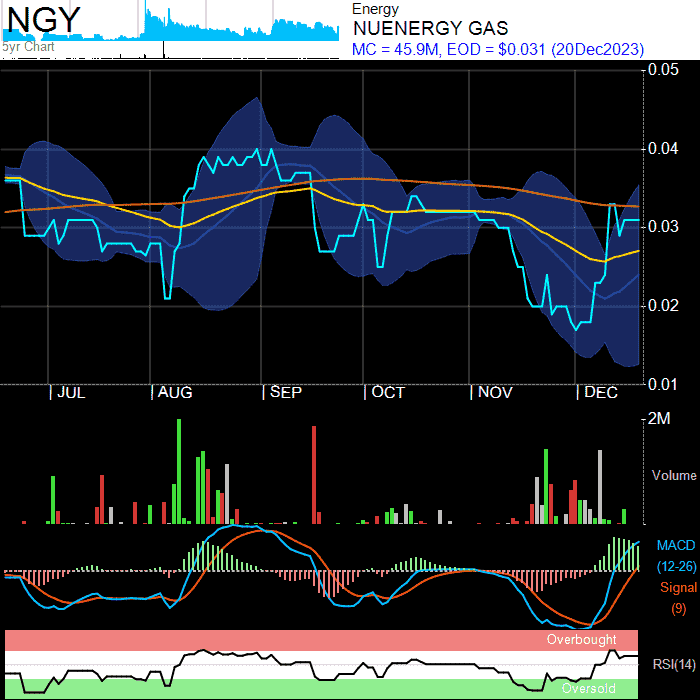 NGY
5yr Chart
Energy
NUENERGY GAS
MC = 45.9M, EOD = $0.031 (20Dec2023)
0.05
0.04
0.03
0.02
0.01
JUL
AUG
SEP
OCT
NOV
DEC
2M
Volume
MACD
(12-26)
Signal
(9)
Overbought
RSI(14)
Oversold